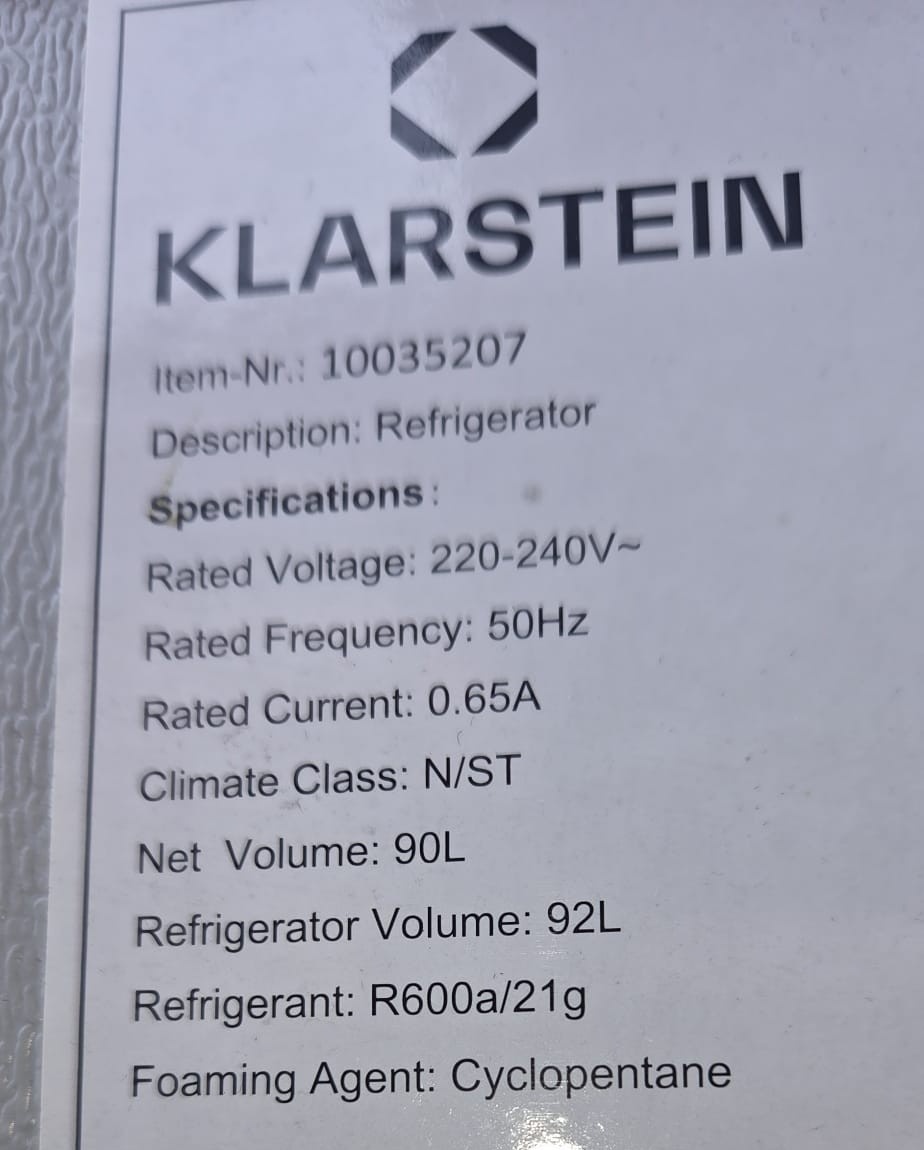 KLARSTEIN
Item-Nr.: 10035207
Description: Refrigerator
Specifications:
Rated Voltage: 220-240V~
Rated Frequency: 50Hz
Rated Current: 0.65A
Climate Class: N/ST
Net Volume: 90L
Refrigerator Volume: 92L
Refrigerant: R600a/21g
Foaming Agent: Cyclopentane